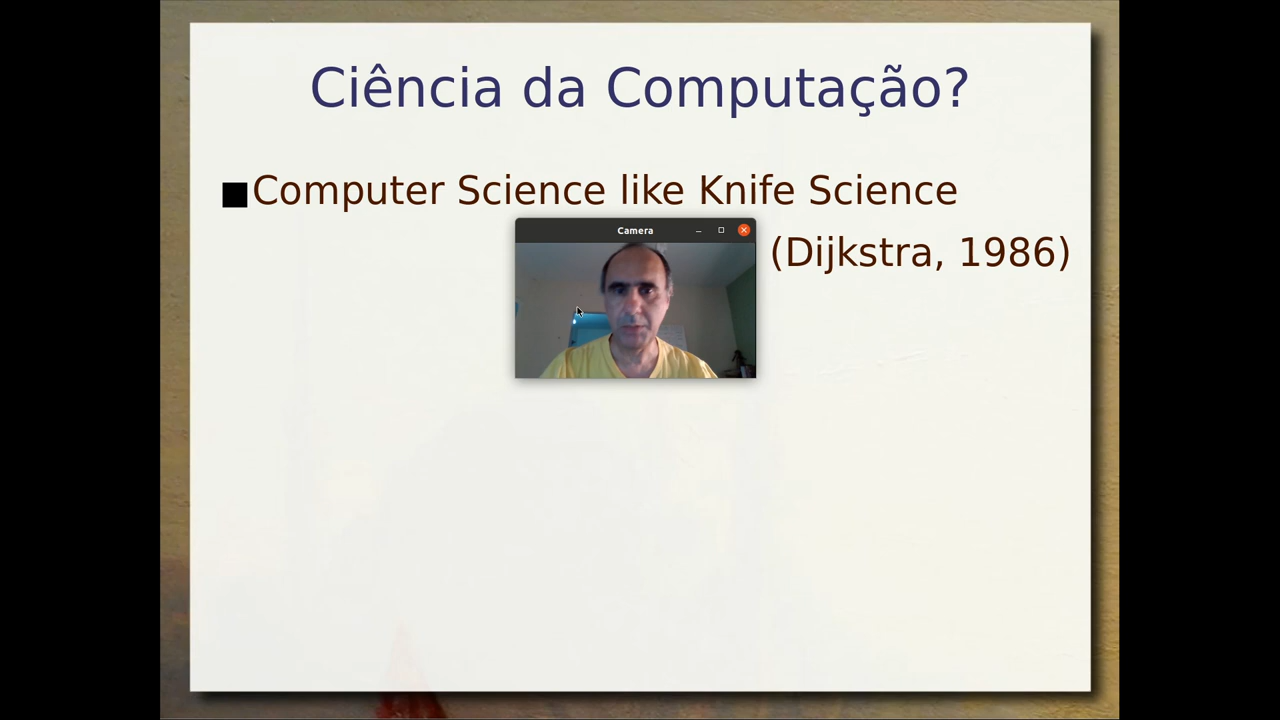 Ciência da Computação?
Computer Science like Knife Science
Camera
(Dijkstra, 1986)